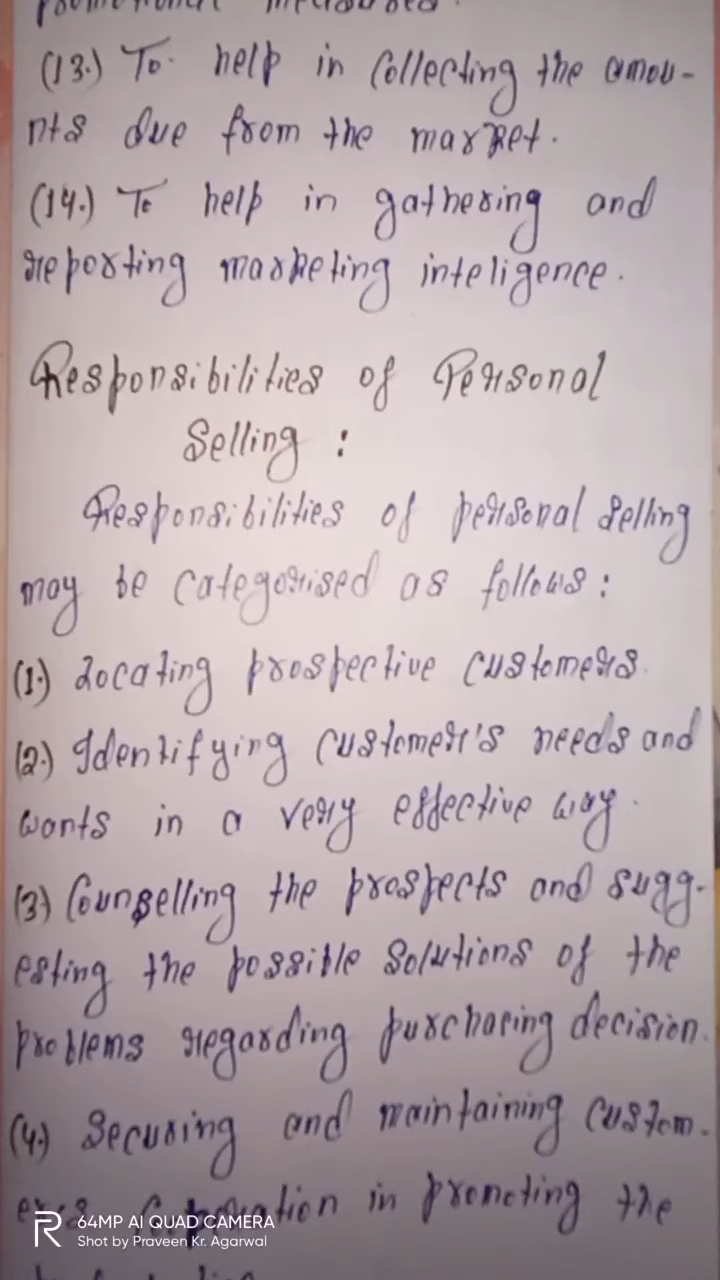 (13.) To help in Collecting the amou-
nts due from the market.
(14.) To help in gathering and
reporting marketing inteligence.
Responsibilities of Personal
Selling :
Responsibilities of personal selling
may be categorised as follows :
(1.) Locating prospective customers.
(2.) Identifying customer's needs and
wants in a very effective way.
(3) Counselling the prospects and sugg-
esting the possible solutions of the
problems regarding purchasing decision.
(4.) Securing and maintaining custom-
in promoting the
64MP AI QUAD CAMERA
Shot by Praveen Kr. Agarwal